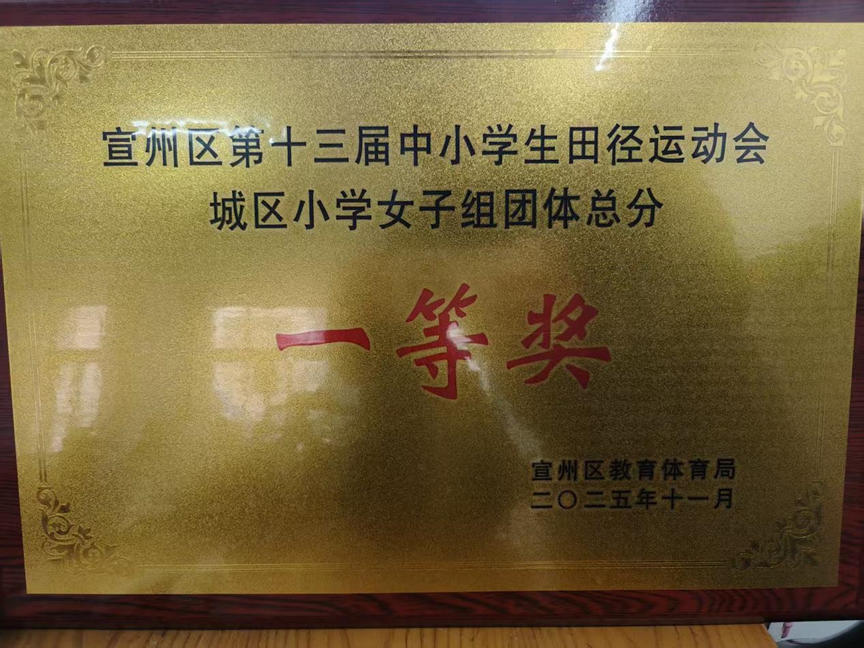 宣州区第十三届中小学生田径运动会
城区小学女子组团体总分
一等奖
宣州区教育体育局
二〇二五年十一月